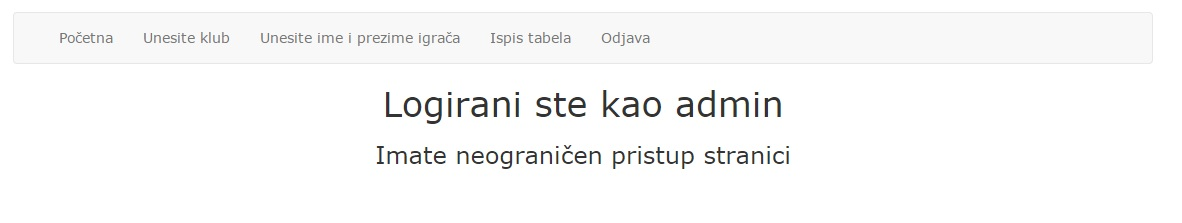 Početna Unesite klub Unesite ime i prezime igrača Ispis tabela Odjava
Logirani ste kao admin
Imate neograničen pristup stranici